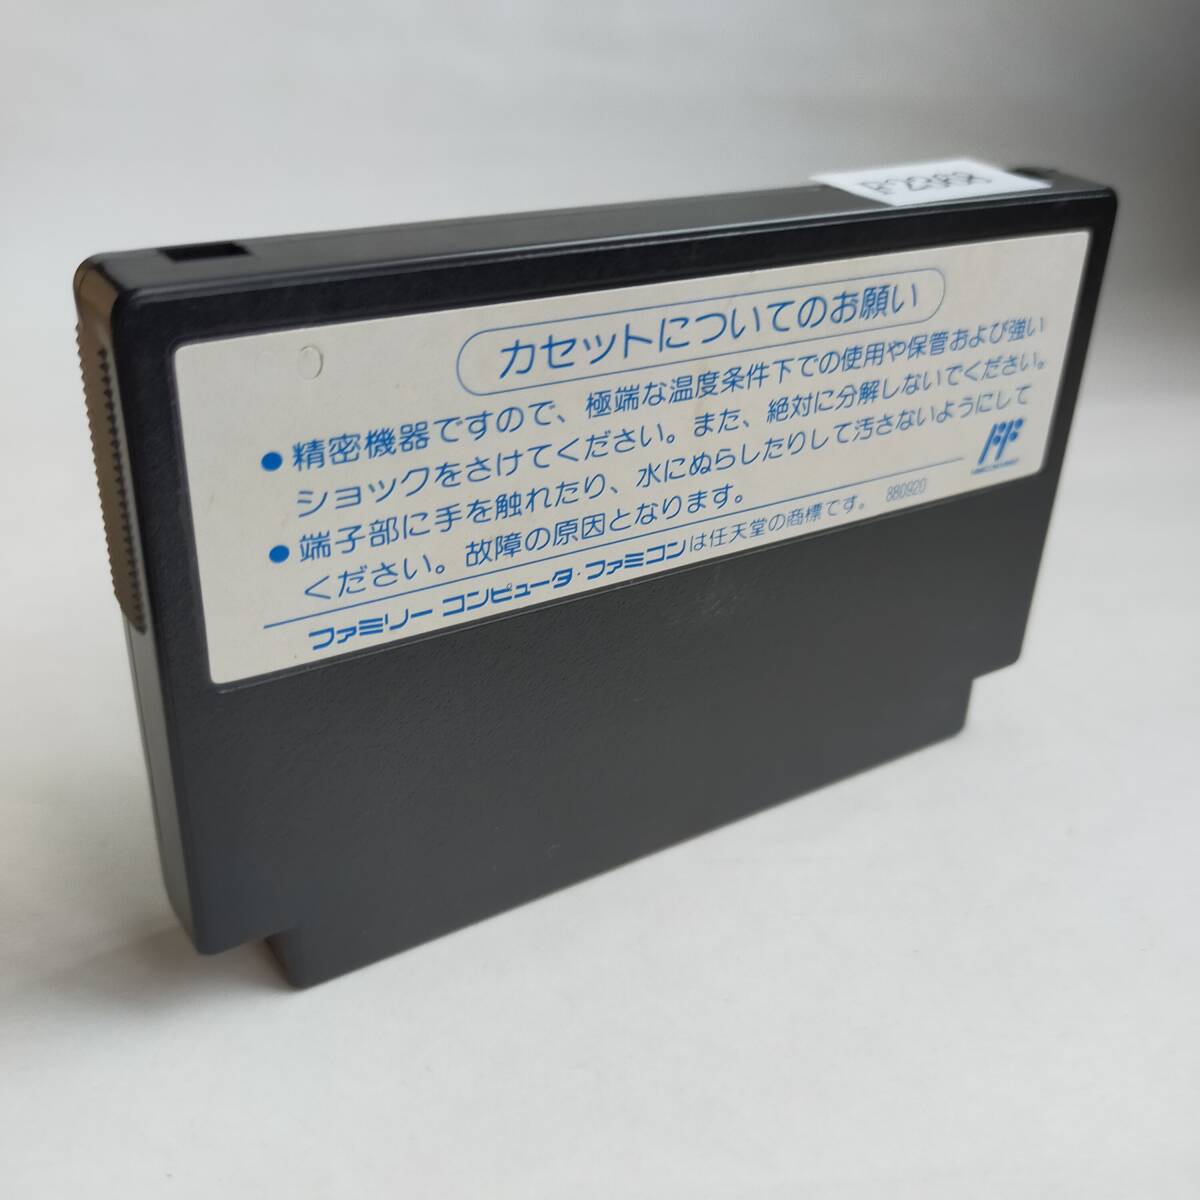 P2368
カセットについてのお願い
●精密機器ですので、極端な温度条件下での使用や保管および強い
ショックをさけてください。また、絶対に分解しないでください。
●端子部に手を触れたり、水にぬらしたりして汚さないようにして
ください。故障の原因となります。
ファミリー コンピュータ・ファミコンは任天堂の商標です。 880920